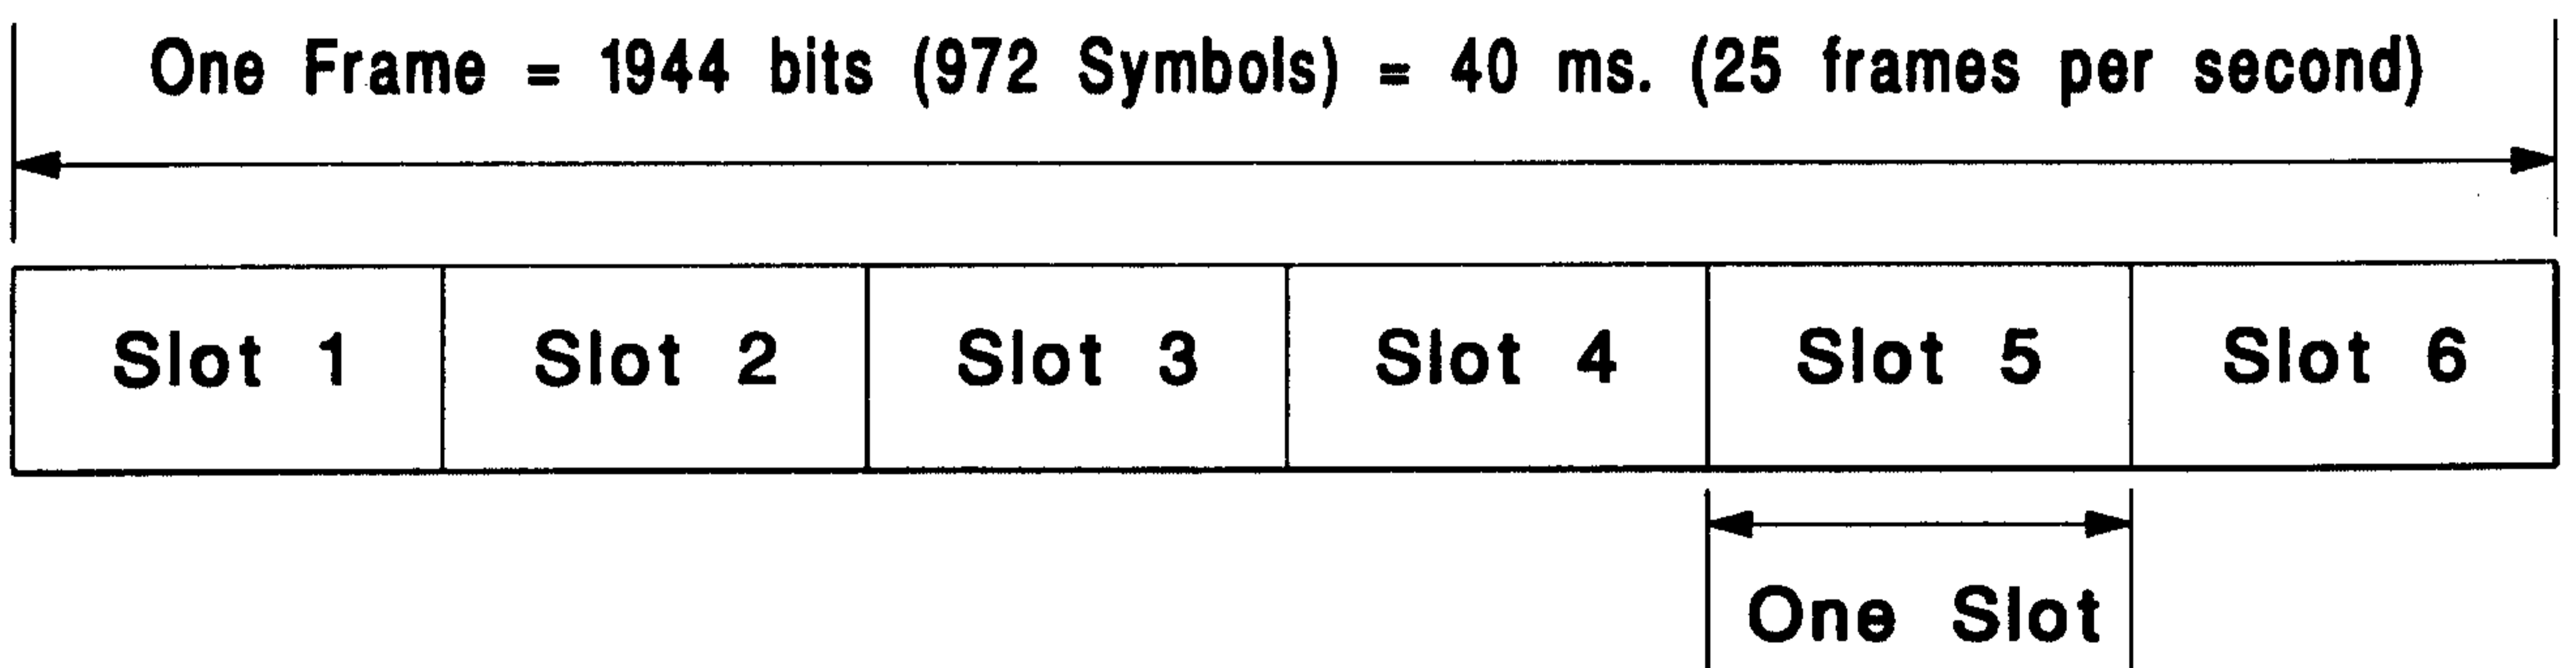 One Frame = 1944 bits (972 Symbols) = 40 ms. (25 frames per second)
Slot 1 Slot 2 Slot 3 Slot 4 Slot 5 Slot 6
One Slot